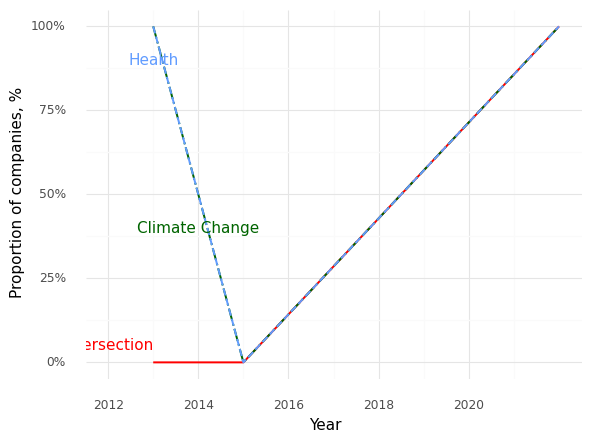 100%
Health
75%
50%
Climate Change
25%
ersection
0%
2012 2014 2016 2018 2020
Year
Proportion of companies, %